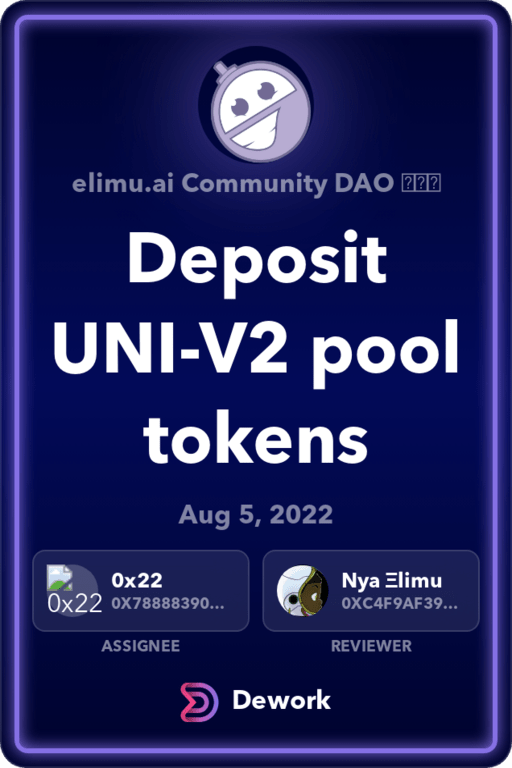 elimu.ai Community DAO
Deposit
UNI-V2 pool
tokens
Aug 5, 2022
0x22
0x22
0X78888390...
Nya Ξlimu
0XC4F9AF39...
ASSIGNEE
REVIEWER
Dework